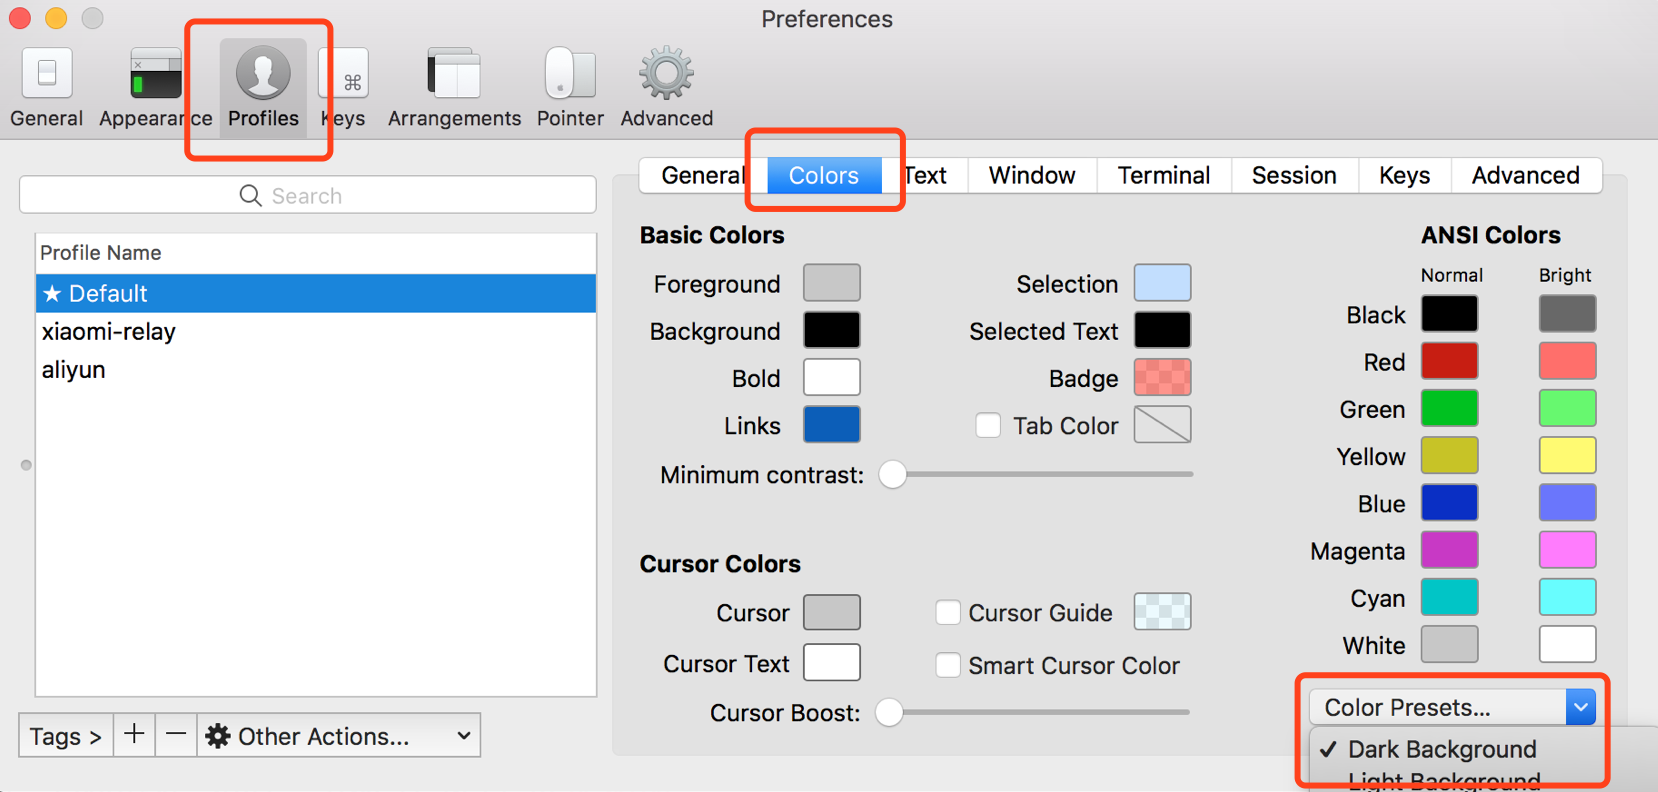 Preferences
General Appearance Profiles Keys Arrangements Pointer Advanced
Search
Profile Name
★ Default
xiaomi-relay
aliyun
Tags > + − Other Actions...
General Colors Text Window Terminal Session Keys Advanced
Basic Colors
Foreground
Background
Bold
Links
Selection
Selected Text
Badge
Tab Color
Minimum contrast:
Cursor Colors
Cursor
Cursor Text
Cursor Guide
Smart Cursor Color
Cursor Boost:
ANSI Colors
Normal Bright
Black
Red
Green
Yellow
Blue
Magenta
Cyan
White
Color Presets...
✓ Dark Background
Light Background